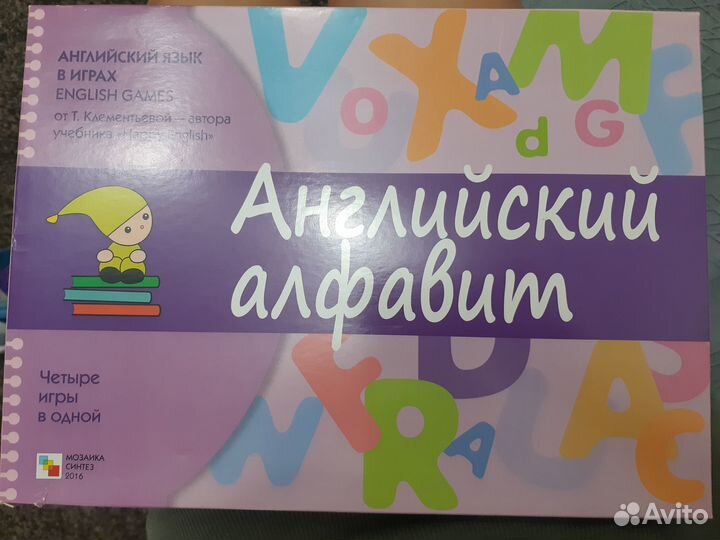 АНГЛИЙСКИЙ ЯЗЫК
В ИГРАХ
ENGLISH GAMES
от Т. Клементьевой – автора
учебника «Happy English»
V O X A M F
d G
Английский
алфавит
Четыре
игры
в одной
W F D A S
R A L A C
МОЗАИКА
СИНТЕЗ
2016
Avito